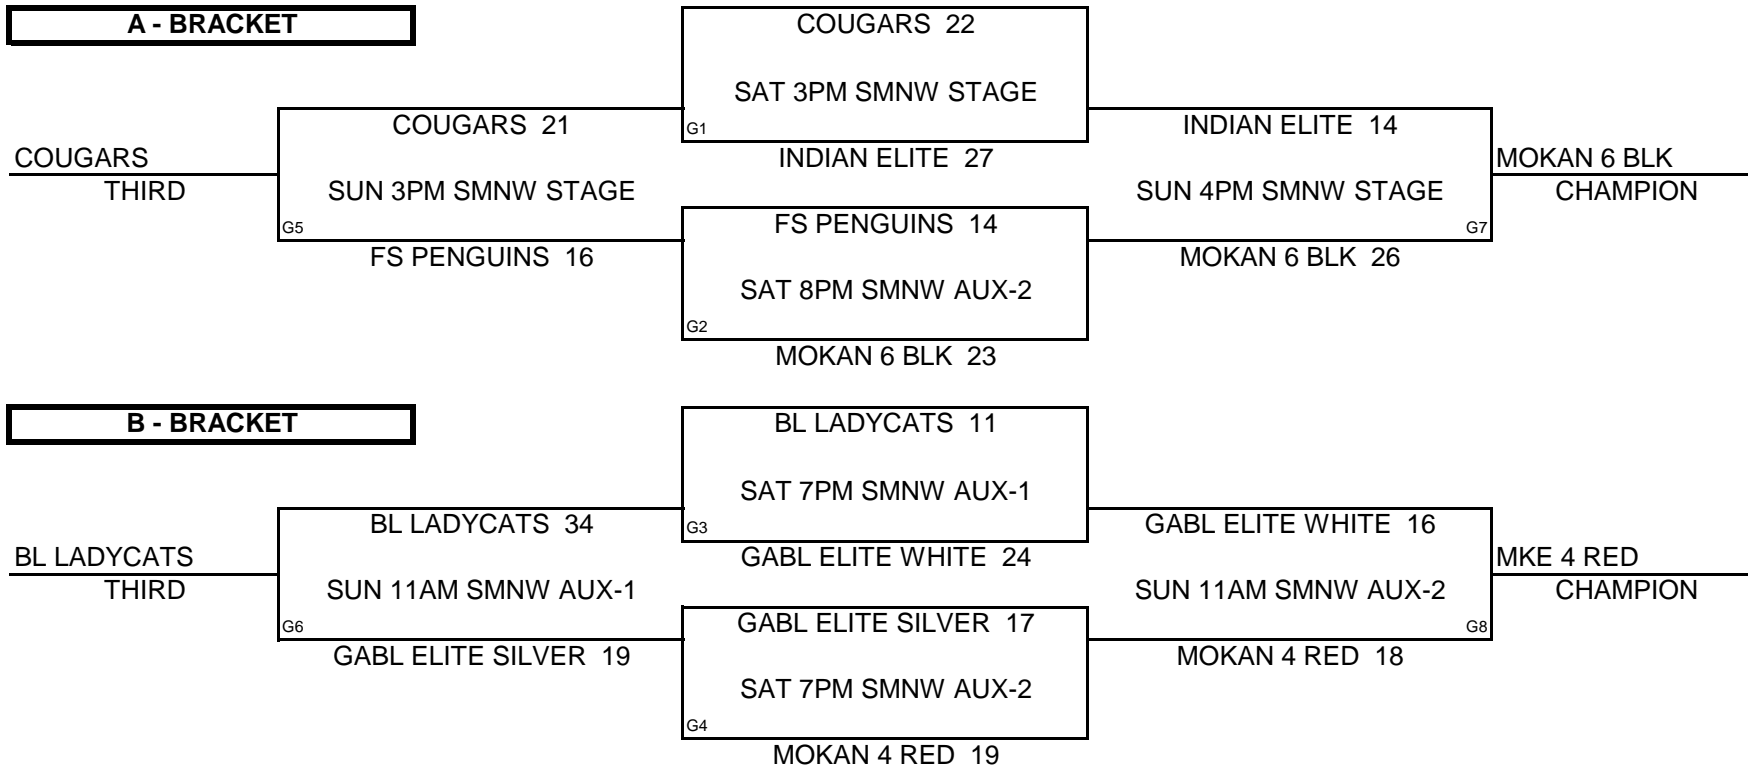 A - BRACKET
COUGARS 22
SAT 3PM SMNW STAGE
G1
INDIAN ELITE 27
COUGARS 21
SUN 3PM SMNW STAGE
G5
FS PENGUINS 16
COUGARS
THIRD
FS PENGUINS 14
SAT 8PM SMNW AUX-2
G2
MOKAN 6 BLK 23
INDIAN ELITE 14
SUN 4PM SMNW STAGE
G7
MOKAN 6 BLK 26
MOKAN 6 BLK
CHAMPION
B - BRACKET
BL LADYCATS 11
SAT 7PM SMNW AUX-1
G3
GABL ELITE WHITE 24
BL LADYCATS 34
SUN 11AM SMNW AUX-1
G6
GABL ELITE SILVER 19
BL LADYCATS
THIRD
GABL ELITE SILVER 17
SAT 7PM SMNW AUX-2
G4
MOKAN 4 RED 19
GABL ELITE WHITE 16
SUN 11AM SMNW AUX-2
G8
MOKAN 4 RED 18
MKE 4 RED
CHAMPION